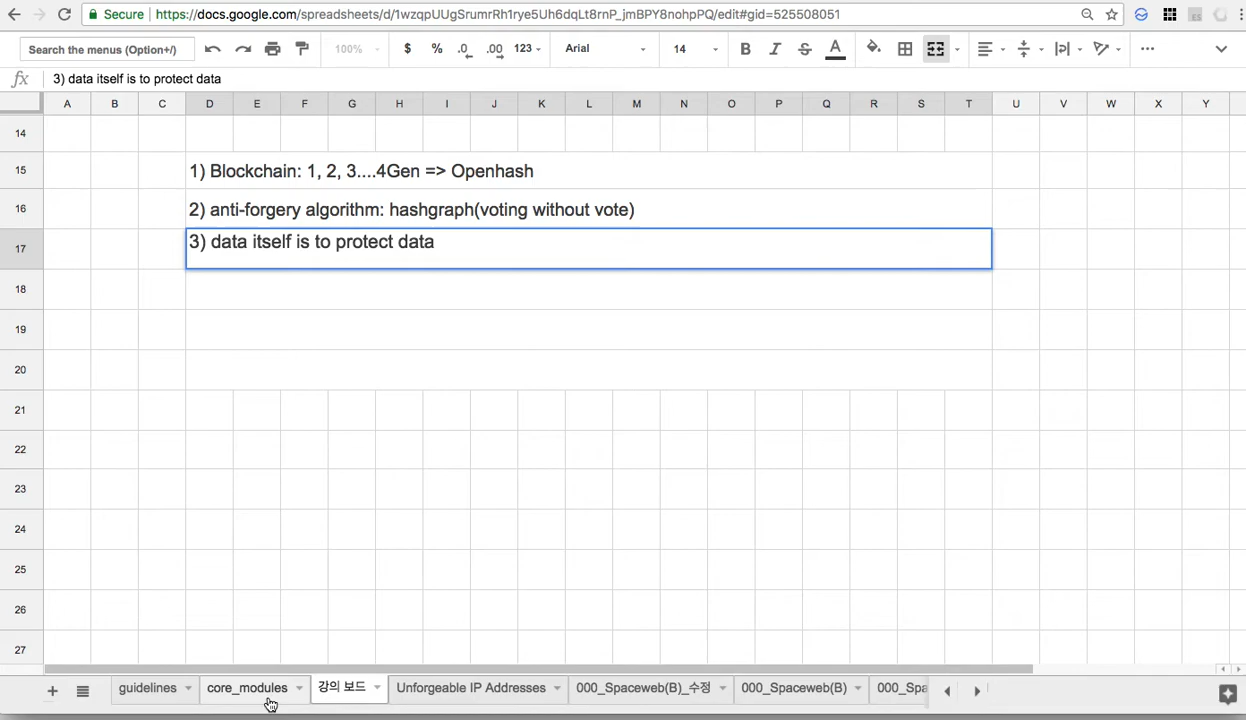 Secure https://docs.google.com/spreadsheets/d/1wzqpUUgSrumrRh1rye5Uh6dqLt8rnP_jmBPY8nohpPQ/edit#gid=525508051
Search the menus (Option+/) 100% $ % .0 .00 123 Arial 14 B I S A
fx 3) data itself is to protect data
A B C D E F G H I J K L M N O P Q R S T U V W X Y
14
15 1) Blockchain: 1, 2, 3....4Gen => Openhash
16 2) anti-forgery algorithm: hashgraph(voting without vote)
17 3) data itself is to protect data
18
19
20
21
22
23
24
25
26
27
guidelines core_modules 강의 보드 Unforgeable IP Addresses 000_Spaceweb(B)_수정 000_Spaceweb(B) 000_Spa